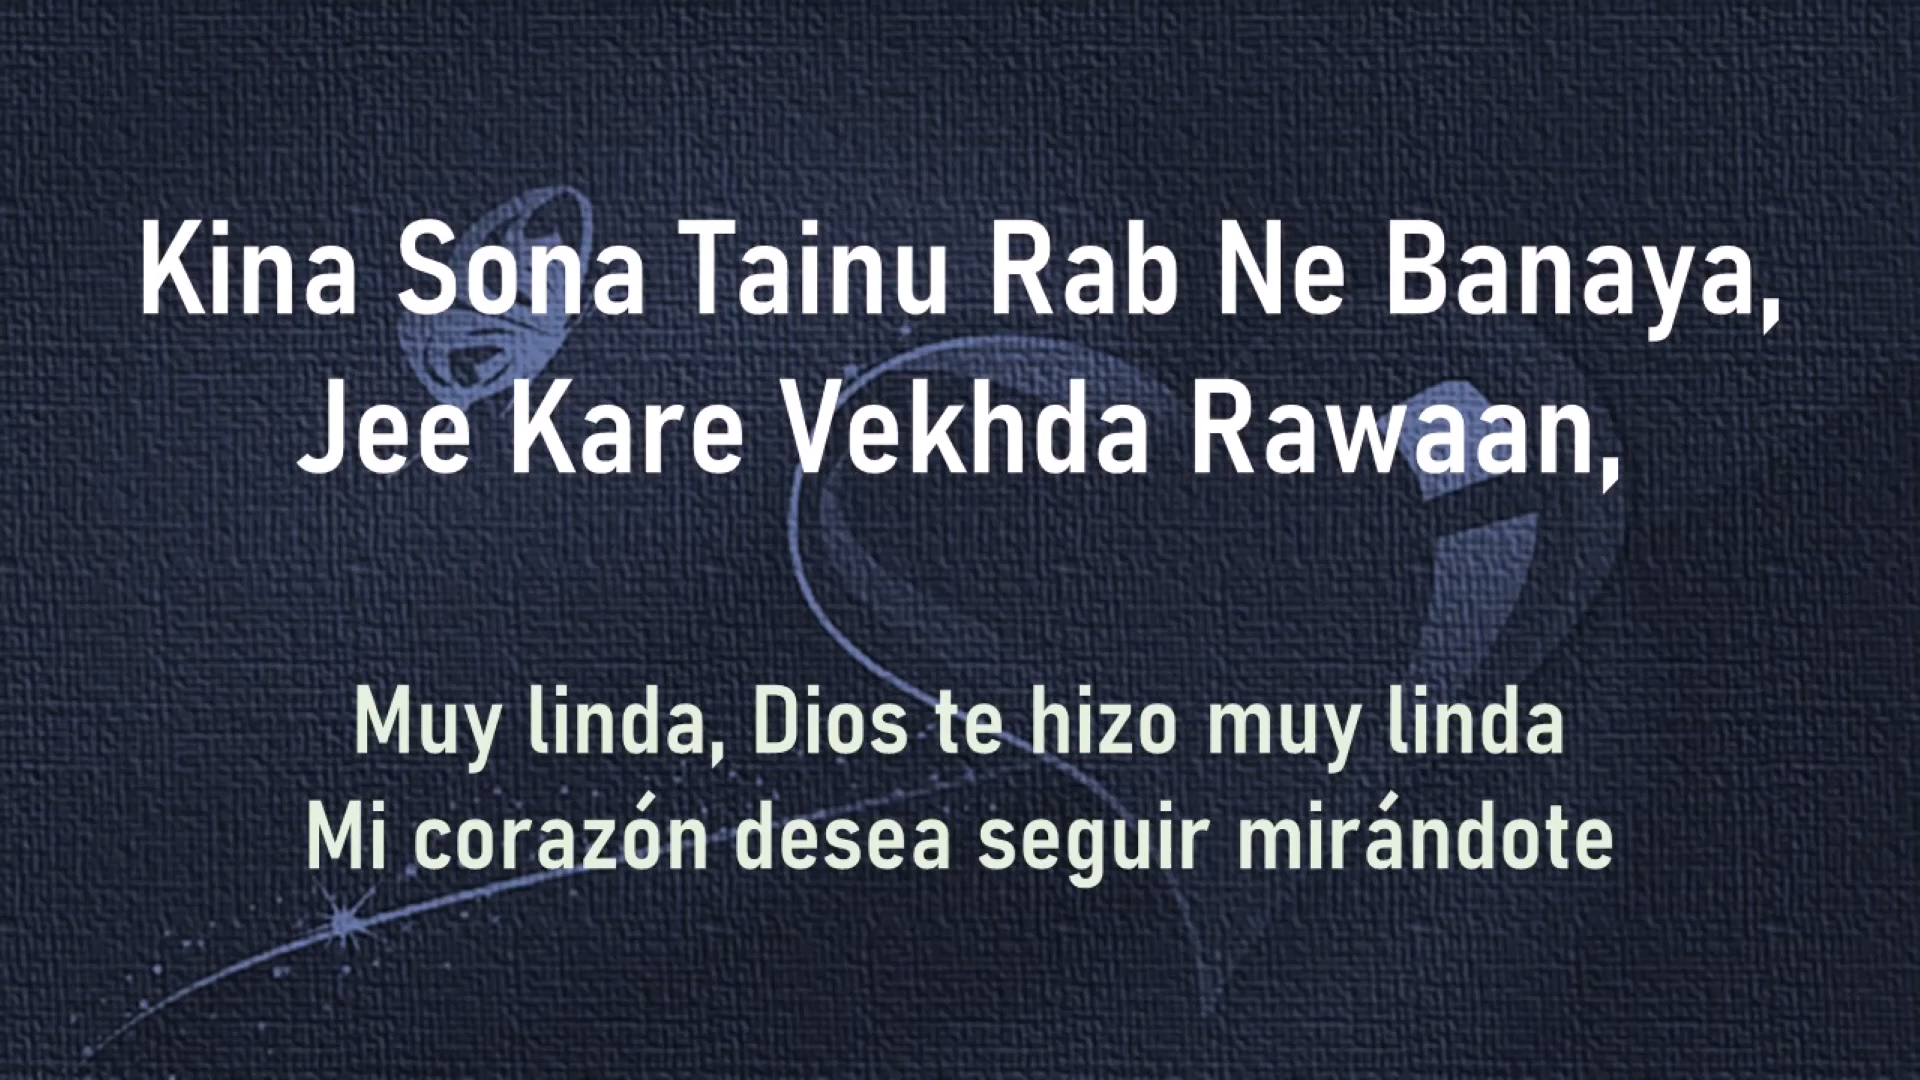 Kina Sona Tainu Rab Ne Banaya,
Jee Kare Vekhda Rawaan,
Muy linda, Dios te hizo muy linda
Mi corazón desea seguir mirándote